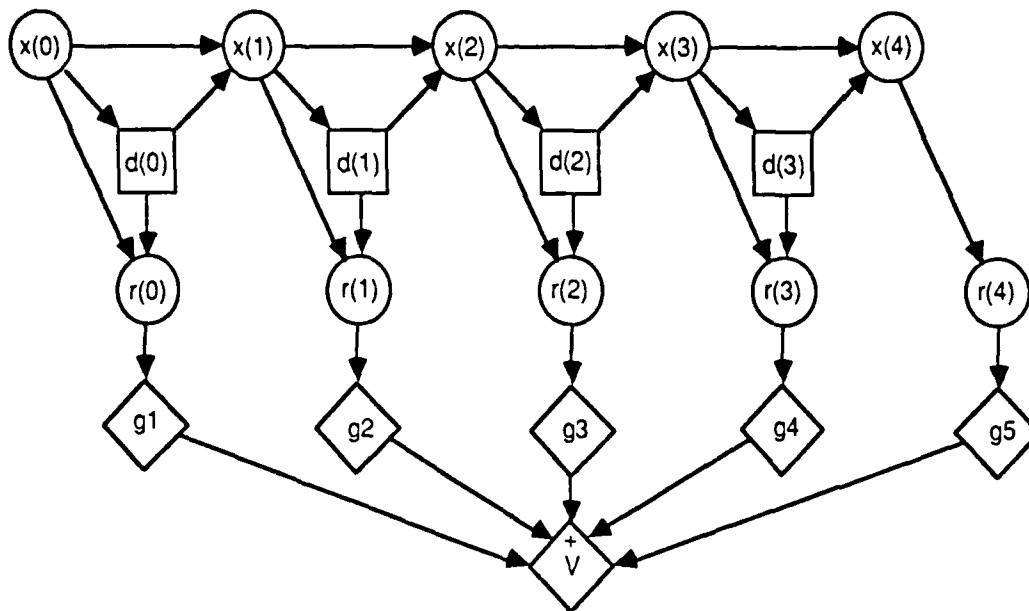 x(0) x(1) x(2) x(3) x(4)
d(0) d(1) d(2) d(3)
r(0) r(1) r(2) r(3) r(4)
g1 g2 g3 g4 g5
+
V